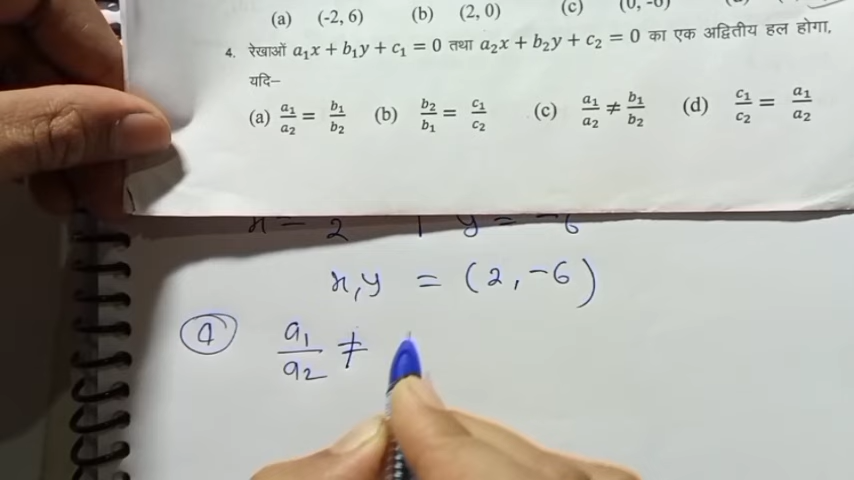 (a) (-2, 6) (b) (2, 0) (c) (0, -6)
4. रेखाओं a₁x + b₁y + c₁ = 0 तथा a₂x + b₂y + c₂ = 0 का एक अद्वितीय हल होगा,
यदि–
(a) a₁/a₂ = b₁/b₂ (b) b₂/b₁ = c₁/c₂ (c) a₁/a₂ ≠ b₁/b₂ (d) c₁/c₂ = a₁/a₂
x = 2 | y = -6
x,y = (2, -6)
4 a₁/a₂ ≠